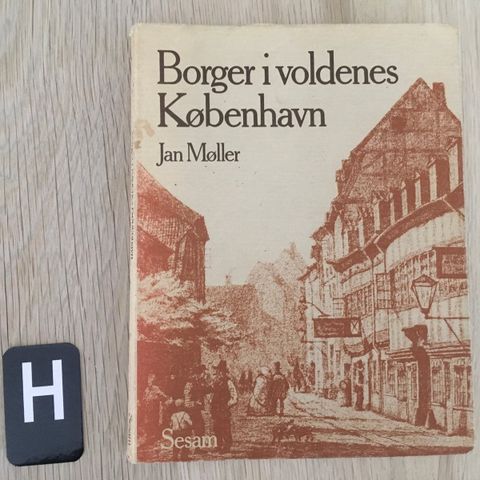 Borger i voldenes
København
Jan Møller
Sesam
H